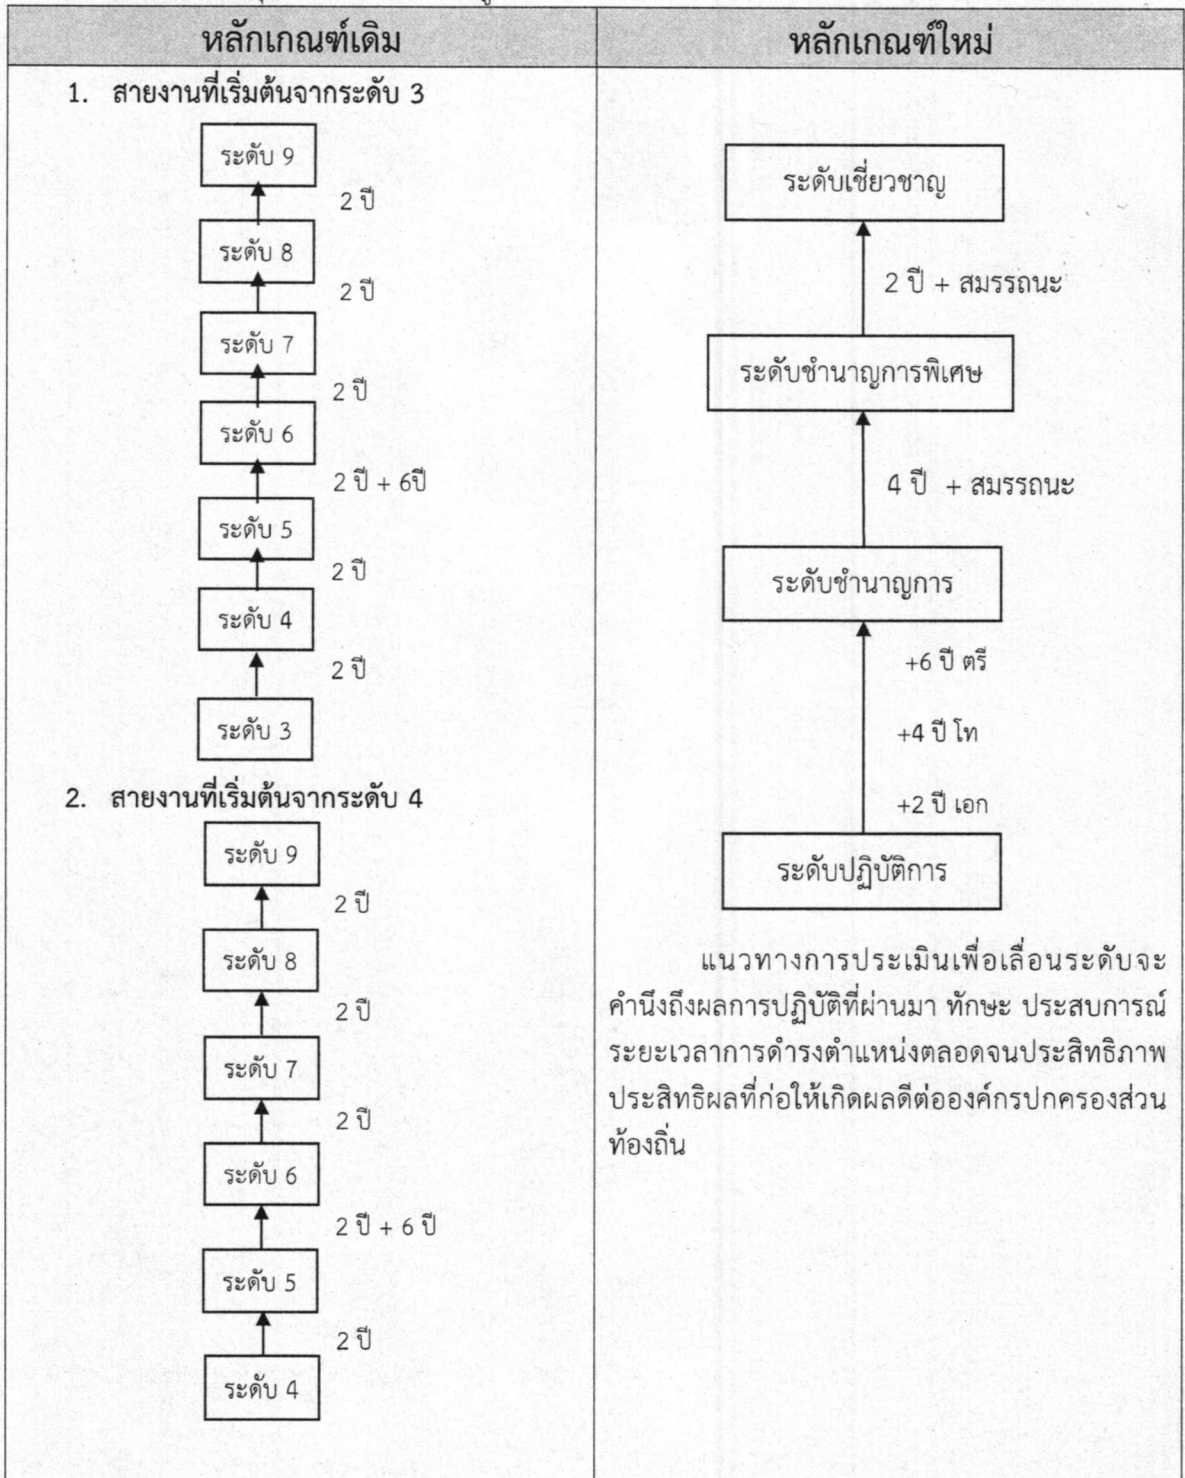 หลักเกณฑ์เดิม
1. สายงานที่เริ่มต้นจากระดับ 3
ระดับ 9
2 ปี
ระดับ 8
2 ปี
ระดับ 7
2 ปี
ระดับ 6
2 ปี + 6ปี
ระดับ 5
2 ปี
ระดับ 4
2 ปี
ระดับ 3
2. สายงานที่เริ่มต้นจากระดับ 4
ระดับ 9
2 ปี
ระดับ 8
2 ปี
ระดับ 7
2 ปี
ระดับ 6
2 ปี + 6 ปี
ระดับ 5
2 ปี
ระดับ 4
หลักเกณฑ์ใหม่
ระดับเชี่ยวชาญ
2 ปี + สมรรถนะ
ระดับชำนาญการพิเศษ
4 ปี + สมรรถนะ
ระดับชำนาญการ
+6 ปี ตรี
+4 ปี โท
+2 ปี เอก
ระดับปฏิบัติการ
แนวทางการประเมินเพื่อเลื่อนระดับจะ
คำนึงถึงผลการปฏิบัติที่ผ่านมา ทักษะ ประสบการณ์
ระยะเวลาการดำรงตำแหน่งตลอดจนประสิทธิภาพ
ประสิทธิผลที่ก่อให้เกิดผลดีต่อองค์กรปกครองส่วน
ท้องถิ่น